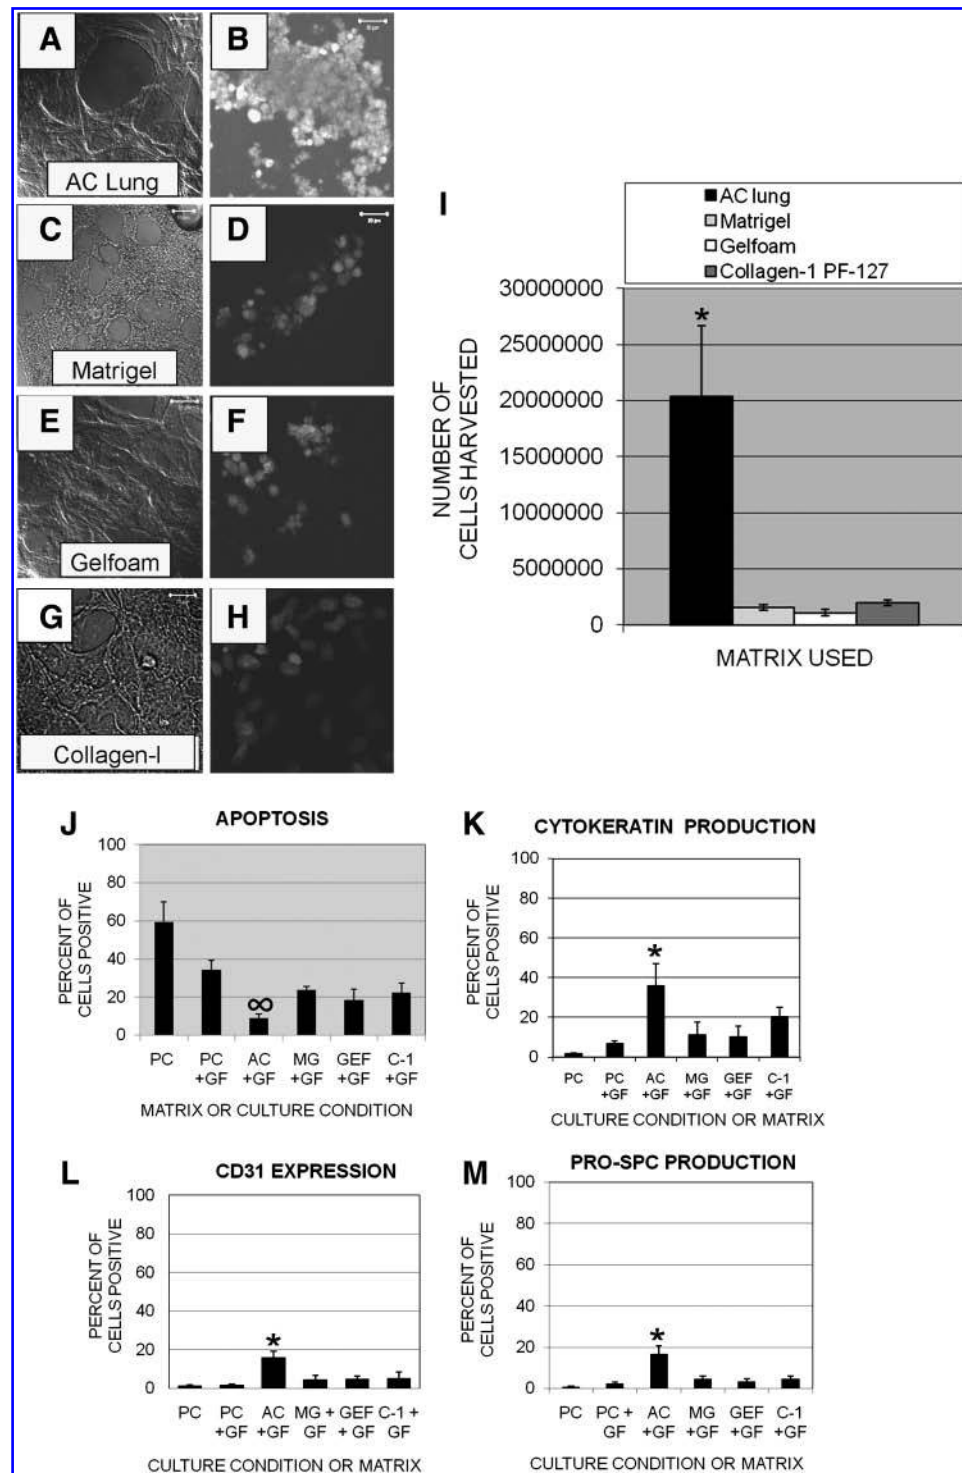 A
B
AC Lung
C
D
Matrigel
E
F
Gelfoam
G
H
Collagen-I
I
AC lung
Matrigel
Gelfoam
Collagen-1 PF-127
30000000
25000000
20000000
15000000
10000000
5000000
0
NUMBER OF
CELLS HARVESTED
*
MATRIX USED
J
APOPTOSIS
100
80
60
40
20
0
PERCENT OF
CELLS POSITIVE
∞
PC
PC
+GF
AC
+GF
MG
+GF
GEF
+GF
C-1
+GF
MATRIX OR CULTURE CONDITION
K
CYTOKERATIN PRODUCTION
100
80
60
40
20
0
PERCENT OF
CELLS POSITIVE
*
PC
PC
+GF
AC
+GF
MG
+GF
GEF
+GF
C-1
+GF
CULTURE CONDITION OR MATRIX
L
CD31 EXPRESSION
100
80
60
40
20
0
PERCENT OF
CELLS POSITIVE
*
PC
PC
+GF
AC
+GF
MG +
GF
GEF
+ GF
C-1 +
GF
CULTURE CONDITION OR MATRIX
M
PRO-SPC PRODUCTION
100
80
60
40
20
0
PERCENT OF
CELLS POSITIVE
*
PC
PC +
GF
AC
+GF
MG
+GF
GEF
+GF
C-1
+GF
CULTURE CONDITION OR MATRIX